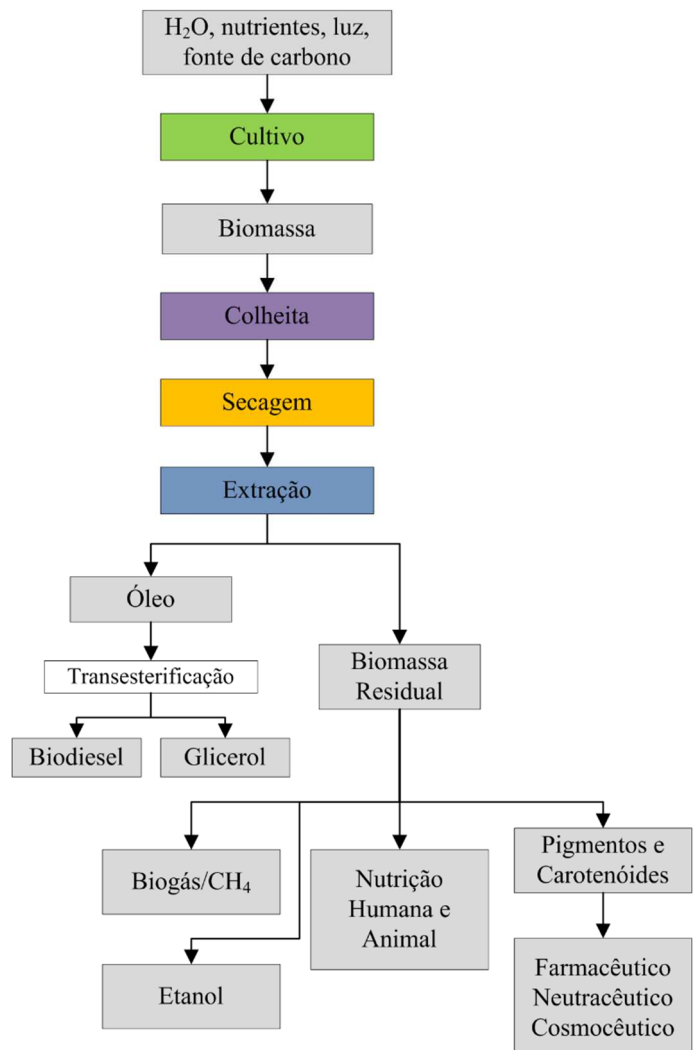 H₂O, nutrientes, luz,
fonte de carbono
Cultivo
Biomassa
Colheita
Secagem
Extração
Óleo
Transesterificação
Biodiesel
Glicerol
Biomassa
Residual
Biogás/CH₄
Etanol
Nutrição
Humana e
Animal
Pigmentos e
Carotenóides
Farmacêutico
Neutracêutico
Cosmocêutico